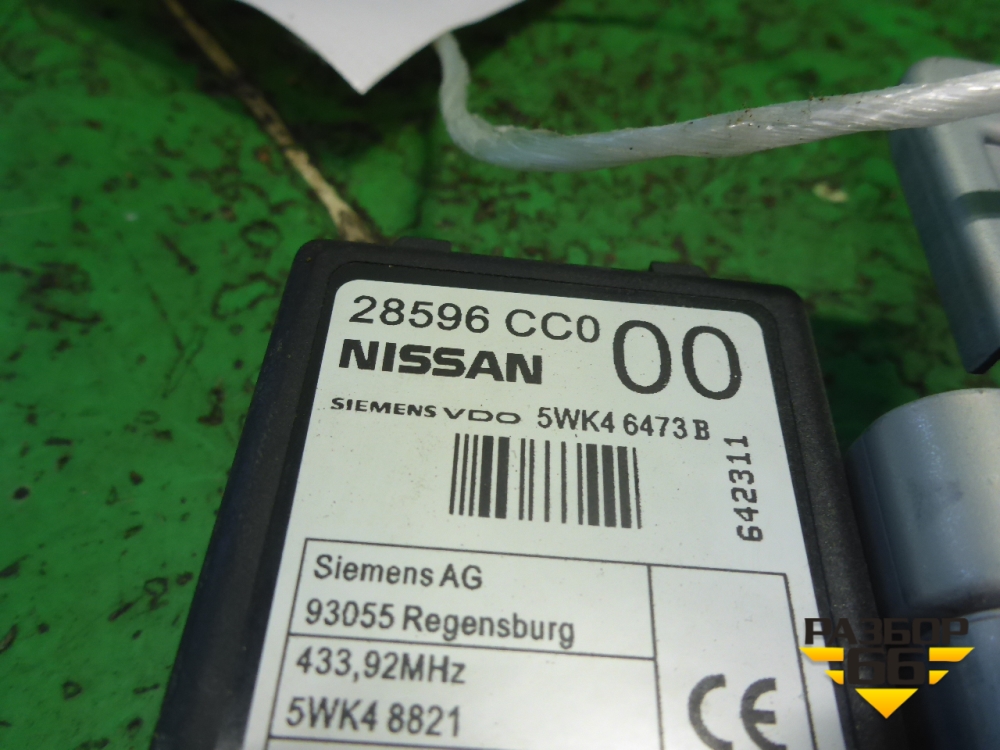 28596 CC0 00
NISSAN
SIEMENS VDO 5WK4 6473 B
642311
Siemens AG
93055 Regensburg
433,92MHz
5WK4 8821
CE
РАЗБОР
66